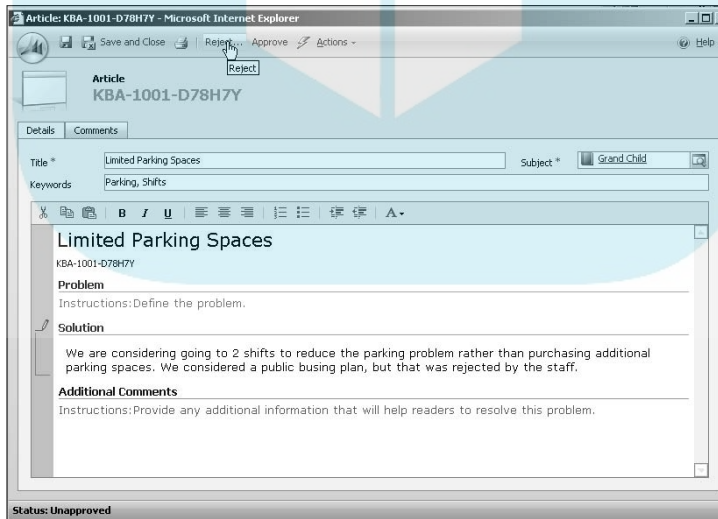 Article: KBA-1001-D78H7Y - Microsoft Internet Explorer
Save and Close Reject... Approve Actions Help
Reject
Article
KBA-1001-D78H7Y
Details Comments
Title * Limited Parking Spaces Subject * Grand Child
Keywords Parking, Shifts
B I U A
Limited Parking Spaces
KBA-1001-D78H7Y
Problem
Instructions:Define the problem.
Solution
We are considering going to 2 shifts to reduce the parking problem rather than purchasing additional
parking spaces. We considered a public busing plan, but that was rejected by the staff.
Additional Comments
Instructions:Provide any additional information that will help readers to resolve this problem.
Status: Unapproved